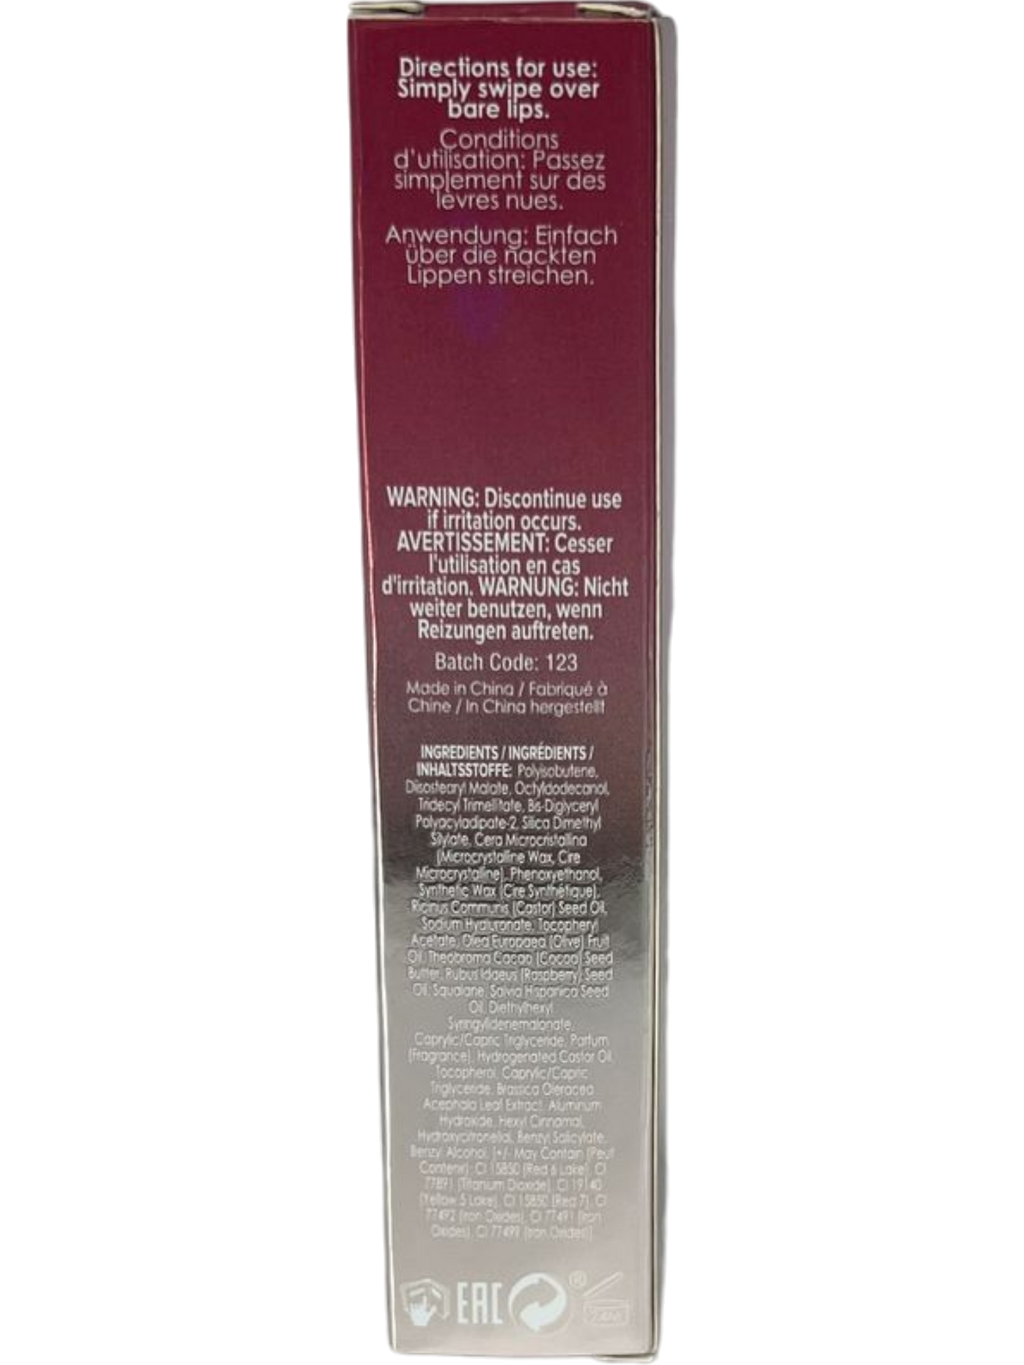 Directions for use:
Simply swipe over
bare lips.
Conditions
d'utilisation: Passez
simplement sur des
lèvres nues.
Anwendung: Einfach
über die nackten
Lippen streichen.
WARNING: Discontinue use
if irritation occurs.
AVERTISSEMENT: Cesser
l'utilisation en cas
d'irritation. WARNUNG: Nicht
weiter benutzen, wenn
Reizungen auftreten.
Batch Code: 123
Made in China / Fabriqué à
Chine / In China hergestellt
INGREDIENTS / INGRÉDIENTS /
INHALTSSTOFFE: Polyisobutene,
Diisostearyl Malate, Octyldodecanol,
Tridecyl Trimellitate, Bis-Diglyceryl
Polyacyladipate-2, Silica Dimethyl
Silylate, Cera Microcristallina
(Microcrystalline Wax, Cire
Microcrystalline), Phenoxyethanol,
Synthetic Wax (Cire Synthétique),
Ricinus Communis (Castor) Seed Oil,
Sodium Hyaluronate, Tocopheryl
Acetate, Olea Europaea (Olive) Fruit
Oil, Theobroma Cacao (Cocoa) Seed
Butter, Rubus Idaeus (Raspberry) Seed
Oil, Squalane, Salvia Hispanica Seed
Oil, Diethylhexyl
Syringylidenemalonate,
Caprylic/Capric Triglyceride, Parfum
(Fragrance), Hydrogenated Castor Oil,
Tocopherol, Caprylic/Capric
Triglyceride, Brassica Oleracea
Acephala Leaf Extract, Aluminum
Hydroxide, Hexyl Cinnamal,
Hydroxycitronellal, Benzyl Salicylate,
Benzyl Alcohol, [+/- May Contain (Peut
Contenir): CI 15850 (Red 6 Lake), CI
77891 (Titanium Dioxide), CI 19140
(Yellow 5 Lake), CI 15850 (Red 7), CI
77492 (Iron Oxides), CI 77491 (Iron
Oxides), CI 77499 (Iron Oxides)]
EAC ®